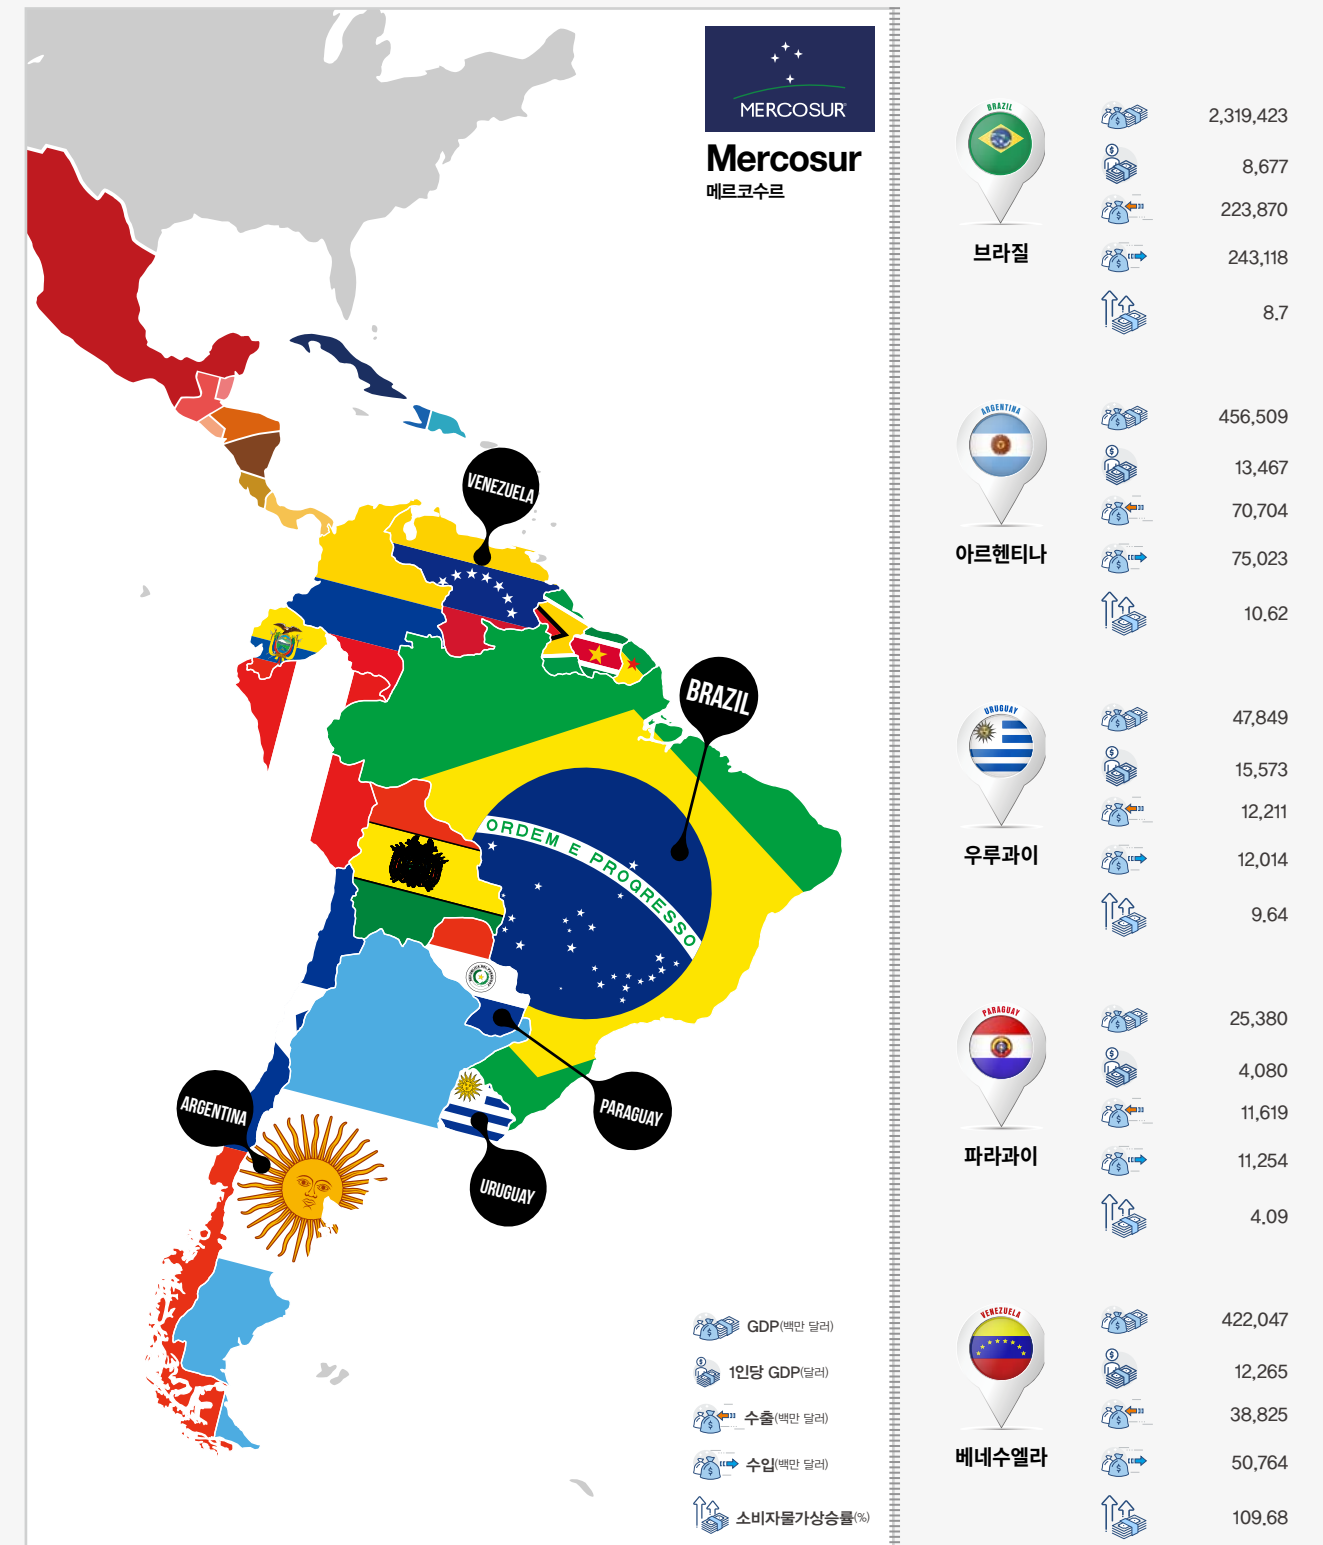 MERCOSUR
Mercosur
메르코수르
VENEZUELA
BRAZIL
ORDEM E PROGRESSO
ARGENTINA
PARAGUAY
URUGUAY
GDP(백만 달러)
1인당 GDP(달러)
수출(백만 달러)
수입(백만 달러)
소비자물가상승률(%)
BRAZIL
브라질
2,319,423
8,677
223,870
243,118
8.7
ARGENTINA
아르헨티나
456,509
13,467
70,704
75,023
10.62
URUGUAY
우루과이
47,849
15,573
12,211
12,014
9.64
PARAGUAY
파라과이
25,380
4,080
11,619
11,254
4.09
VENEZUELA
베네수엘라
422,047
12,265
38,825
50,764
109.68